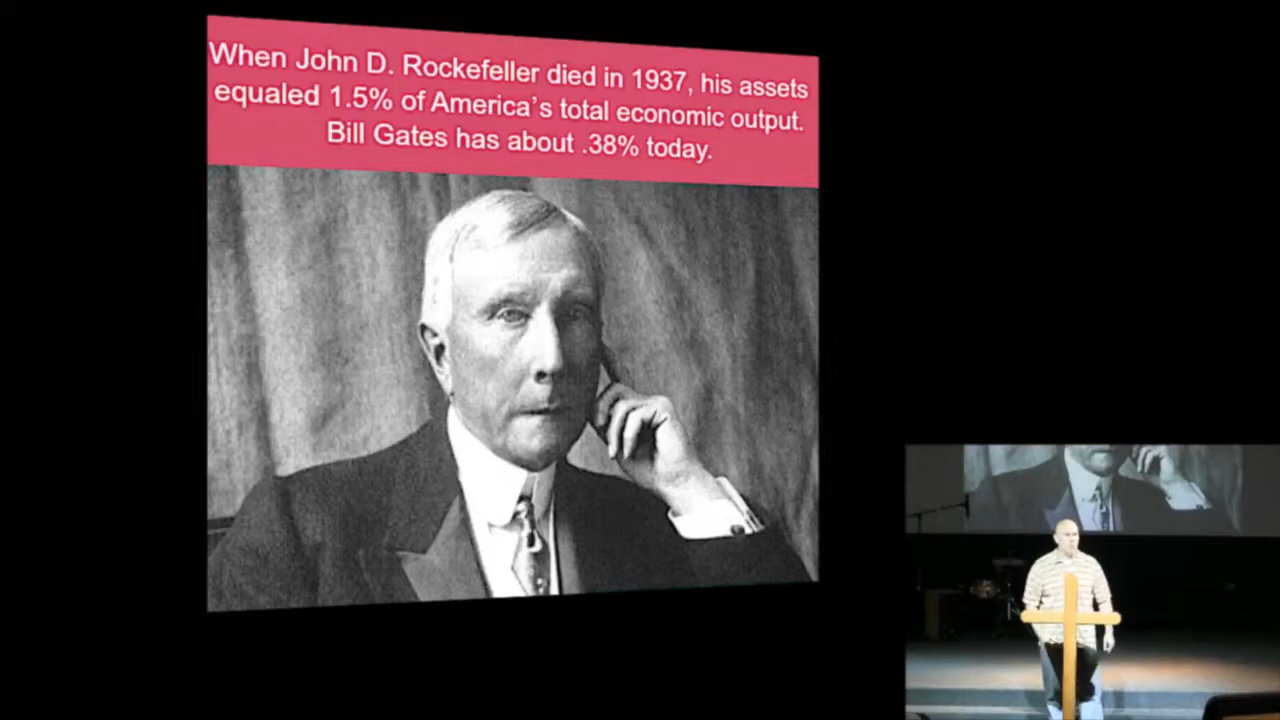 When John D. Rockefeller died in 1937, his assets
equaled 1.5% of America's total economic output.
Bill Gates has about .38% today.